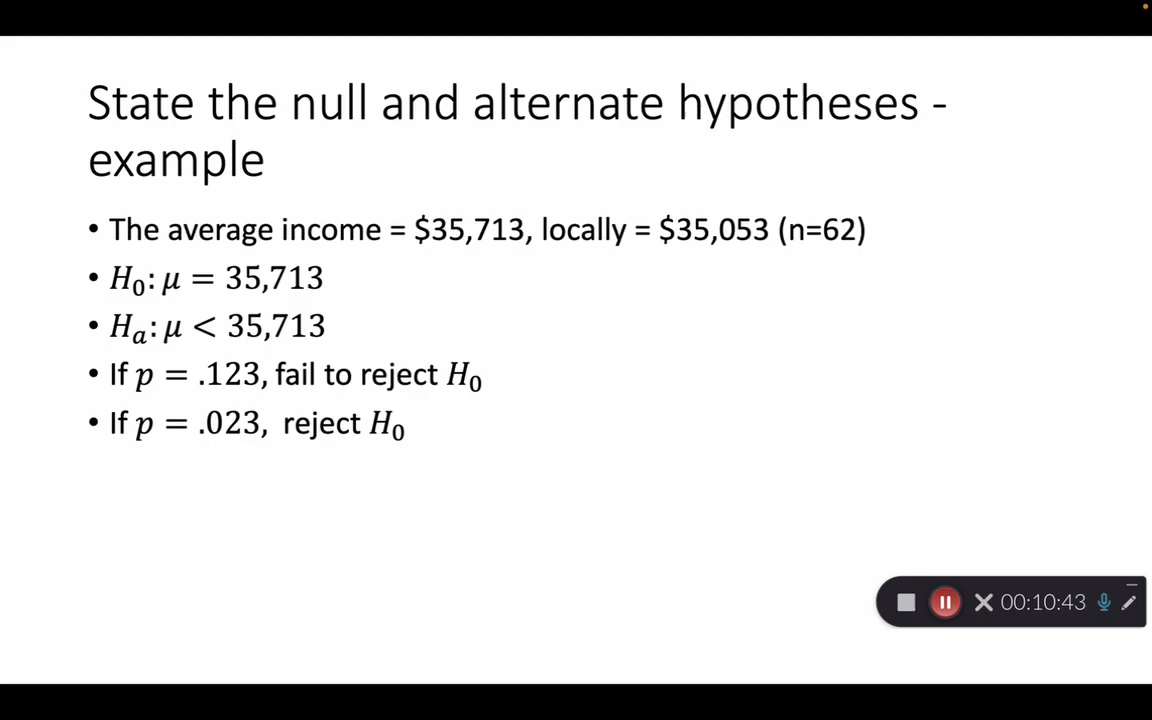 State the null and alternate hypotheses -
example
• The average income = $35,713, locally = $35,053 (n=62)
• H₀: μ = 35,713
• Hₐ: μ < 35,713
• If p = .123, fail to reject H₀
• If p = .023, reject H₀
00:10:43